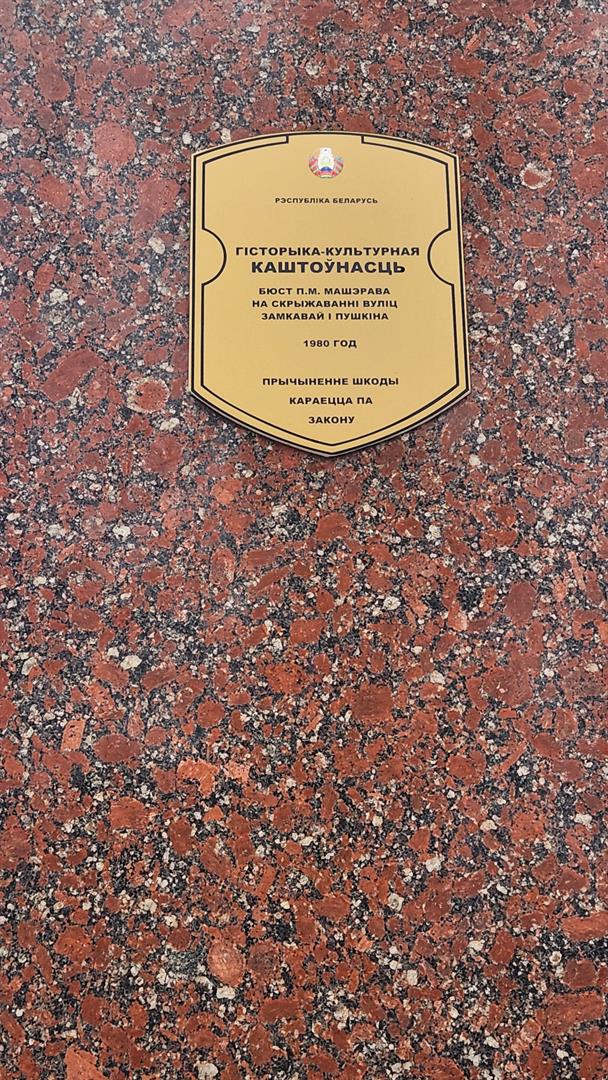 РЭСПУБЛІКА БЕЛАРУСЬ
ГІСТОРЫКА-КУЛЬТУРНАЯ
КАШТОЎНАСЦЬ
БЮСТ П.М. МАШЭРАВА
НА СКРЫЖАВАННІ ВУЛІЦ
ЗАМКАВАЙ І ПУШКІНА
1980 ГОД
ПРЫЧЫНЕННЕ ШКОДЫ
КАРАЕЦЦА ПА
ЗАКОНУ